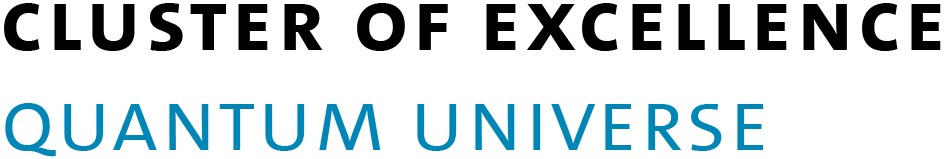 CLUSTER OF EXCELLENCE
QUANTUM UNIVERSE